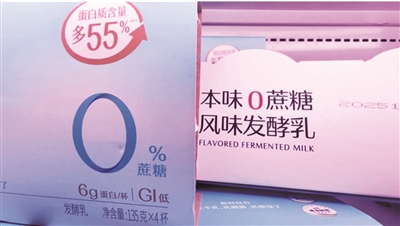 蛋白质含量
多55%
0%
蔗糖
6g蛋白/杯 GI低
发酵乳 净含量:135克×4杯
本味0蔗糖
风味发酵乳
FLAVORED FERMENTED MILK
2025